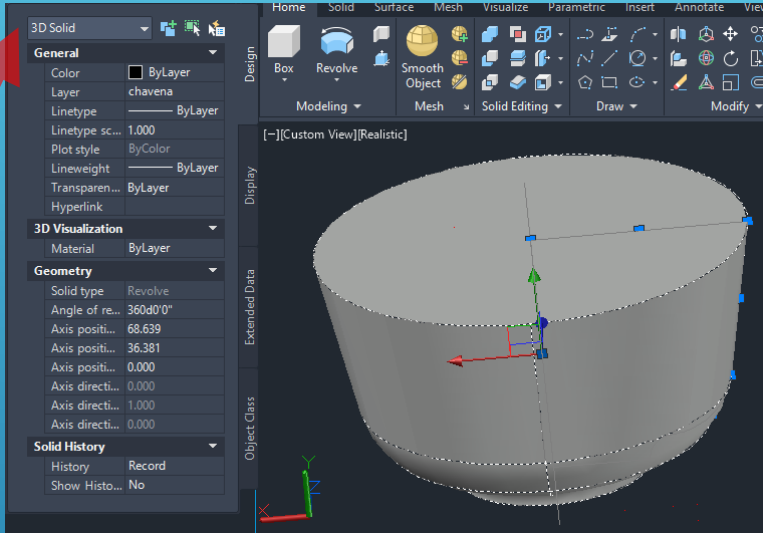 Home Solid Surface Mesh Visualize Parametric Insert Annotate
3D Solid
General
Color ByLayer
Layer chavena
Linetype ByLayer
Linetype sc... 1.000
Plot style ByColor
Lineweight ByLayer
Transparen... ByLayer
Hyperlink
3D Visualization
Material ByLayer
Geometry
Solid type Revolve
Angle of re... 360d0'0"
Axis positi... 68.639
Axis positi... 36.381
Axis positi... 0.000
Axis directi... 0.000
Axis directi... 1.000
Axis directi... 0.000
Solid History
History Record
Show Histo... No
Design
Display
Extended Data
Object Class
Box Revolve Smooth
Object
Modeling Mesh Solid Editing Draw Modify
[−][Custom View][Realistic]
Y
Z
X